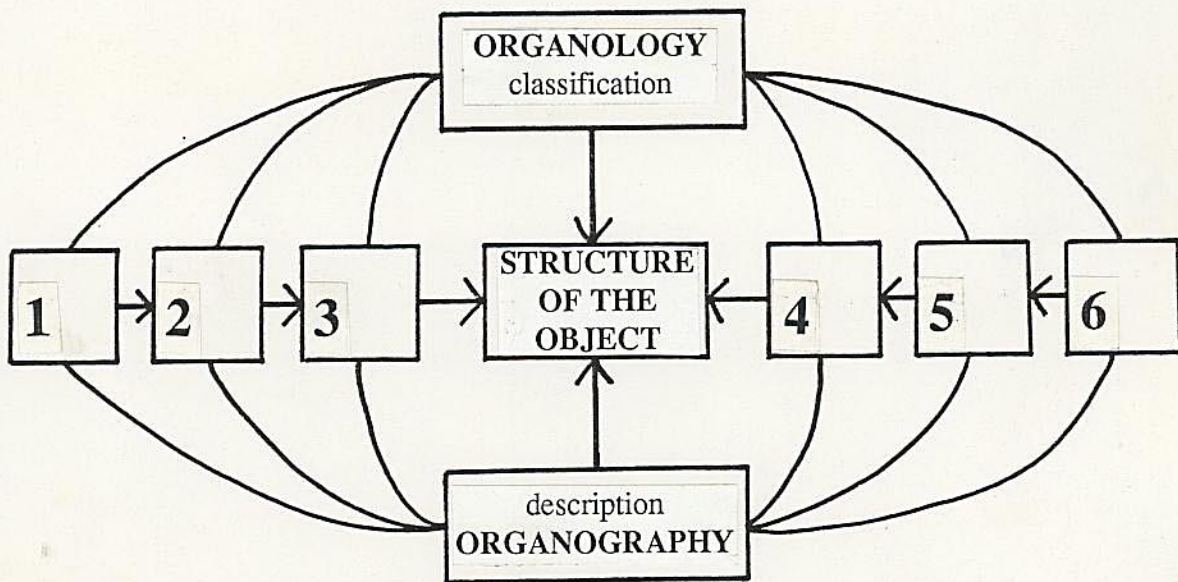 ORGANOLOGY
classification
1 2 3 STRUCTURE OF THE OBJECT 4 5 6
description
ORGANOGRAPHY